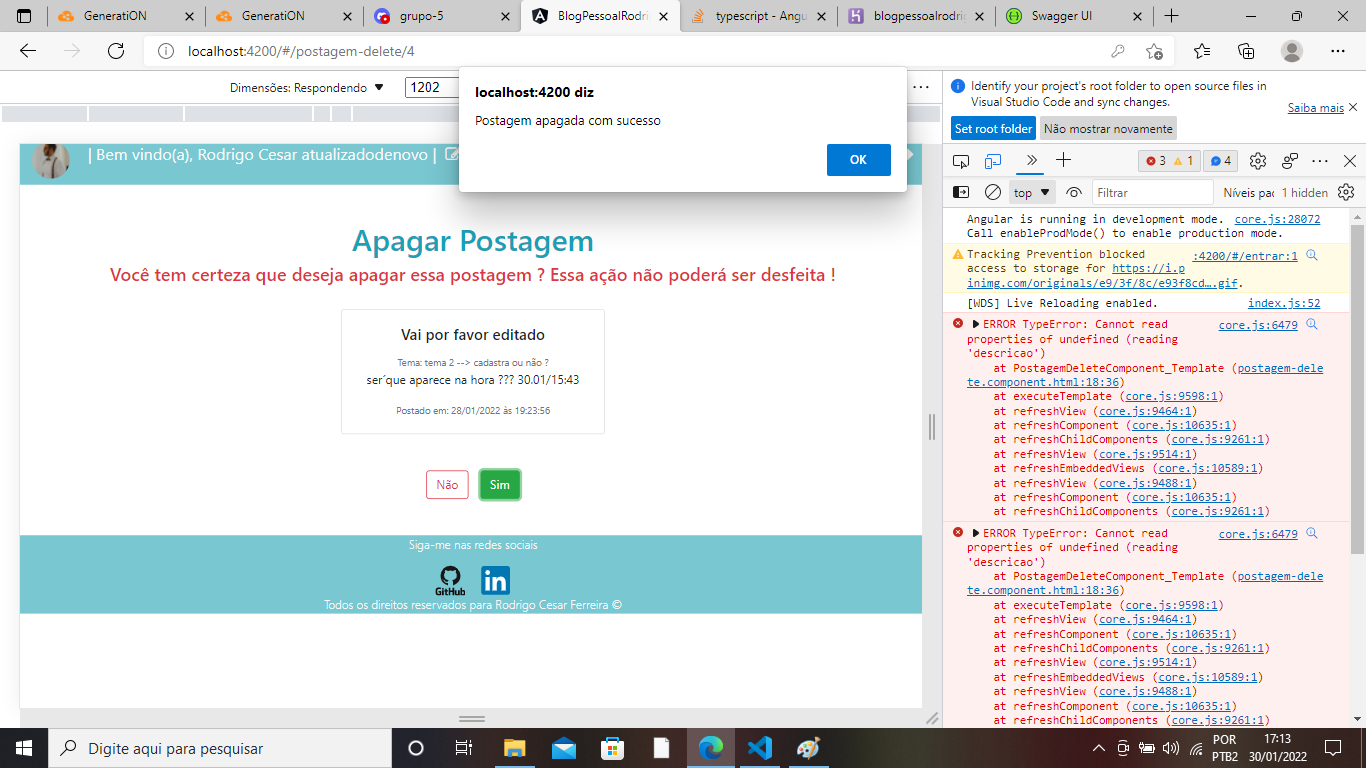 GeneratiON
GeneratiON
grupo-5
BlogPessoalRodri
typescript - Angu
blogpessoalrodri
Swagger UI
localhost:4200/#/postagem-delete/4
Dimensões: Respondendo
1202
localhost:4200 diz
Postagem apagada com sucesso
OK
| Bem vindo(a), Rodrigo Cesar atualizadodenovo |
Apagar Postagem
Você tem certeza que deseja apagar essa postagem ? Essa ação não poderá ser desfeita !
Vai por favor editado
Tema: tema 2 --> cadastra ou não ?
ser´que aparece na hora ??? 30.01/15:43
Postado em: 28/01/2022 às 19:23:56
Não
Sim
Siga-me nas redes sociais
GitHub
in
Todos os direitos reservados para Rodrigo Cesar Ferreira ©
Identify your project's root folder to open source files in
Visual Studio Code and sync changes.
Saiba mais
Set root folder
Não mostrar novamente
3
1
4
top
Filtrar
Níveis pad
1 hidden
Angular is running in development mode. core.js:28072
Call enableProdMode() to enable production mode.
Tracking Prevention blocked :4200/#/entrar:1
access to storage for https://i.p
inimg.com/originals/e9/3f/8c/e93f8cd….gif.
[WDS] Live Reloading enabled. index.js:52
ERROR TypeError: Cannot read core.js:6479
properties of undefined (reading
'descricao')
at PostagemDeleteComponent_Template (postagem-dele
te.component.html:18:36)
at executeTemplate (core.js:9598:1)
at refreshView (core.js:9464:1)
at refreshComponent (core.js:10635:1)
at refreshChildComponents (core.js:9261:1)
at refreshView (core.js:9514:1)
at refreshEmbeddedViews (core.js:10589:1)
at refreshView (core.js:9488:1)
at refreshComponent (core.js:10635:1)
at refreshChildComponents (core.js:9261:1)
ERROR TypeError: Cannot read core.js:6479
properties of undefined (reading
'descricao')
at PostagemDeleteComponent_Template (postagem-dele
te.component.html:18:36)
at executeTemplate (core.js:9598:1)
at refreshView (core.js:9464:1)
at refreshComponent (core.js:10635:1)
at refreshChildComponents (core.js:9261:1)
at refreshView (core.js:9514:1)
at refreshEmbeddedViews (core.js:10589:1)
at refreshView (core.js:9488:1)
at refreshComponent (core.js:10635:1)
at refreshChildComponents (core.js:9261:1)
Digite aqui para pesquisar
POR
PTB2
17:13
30/01/2022